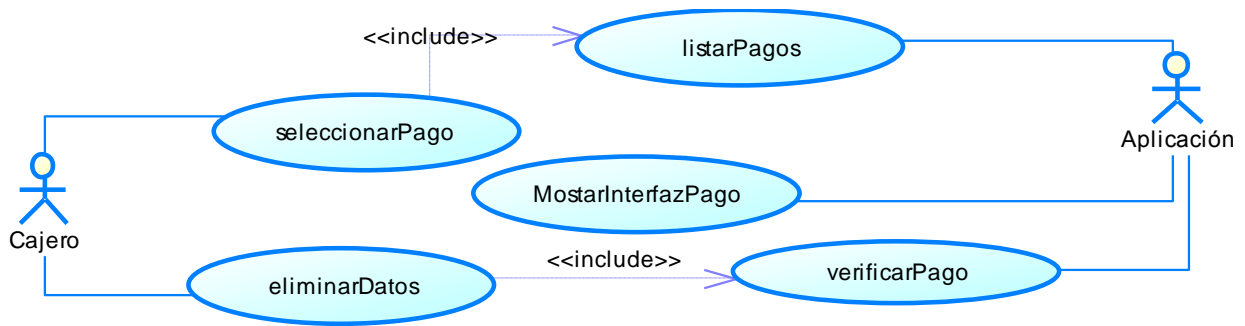 <<include>>
listarPagos
seleccionarPago
Aplicación
MostarInterfazPago
Cajero
<<include>>
verificarPago
eliminarDatos